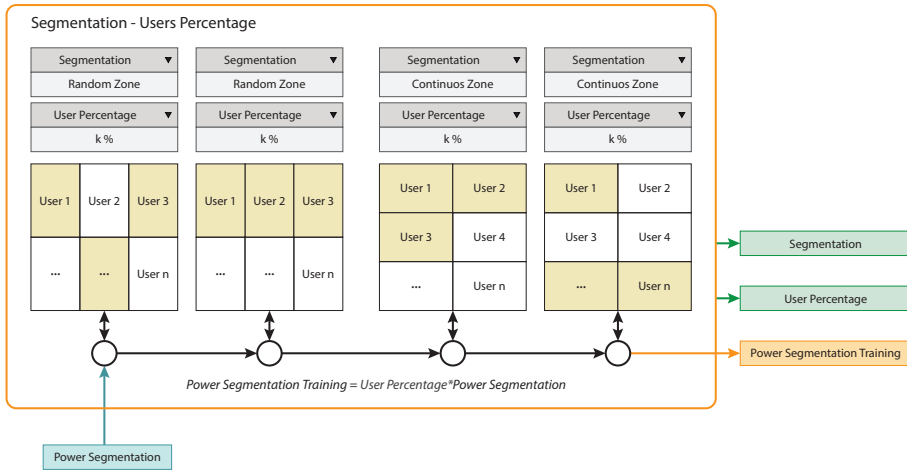 Segmentation - Users Percentage
Segmentation
Random Zone
User Percentage
k %
Segmentation
Random Zone
User Percentage
k %
Segmentation
Continuos Zone
User Percentage
k %
Segmentation
Continuos Zone
User Percentage
k %
User 1 User 2 User 3
... ... User n
User 1 User 2 User 3
... ... User n
User 1 User 2
User 3 User 4
... User n
User 1 User 2
User 3 User 4
... User n
Power Segmentation Training = User Percentage*Power Segmentation
Segmentation
User Percentage
Power Segmentation Training
Power Segmentation